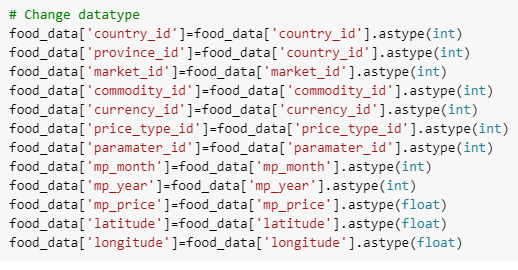 # Change datatype
food_data['country_id']=food_data['country_id'].astype(int)
food_data['province_id']=food_data['country_id'].astype(int)
food_data['market_id']=food_data['market_id'].astype(int)
food_data['commodity_id']=food_data['commodity_id'].astype(int)
food_data['currency_id']=food_data['currency_id'].astype(int)
food_data['price_type_id']=food_data['price_type_id'].astype(int)
food_data['paramater_id']=food_data['paramater_id'].astype(int)
food_data['mp_month']=food_data['mp_month'].astype(int)
food_data['mp_year']=food_data['mp_year'].astype(int)
food_data['mp_price']=food_data['mp_price'].astype(float)
food_data['latitude']=food_data['latitude'].astype(float)
food_data['longitude']=food_data['longitude'].astype(float)